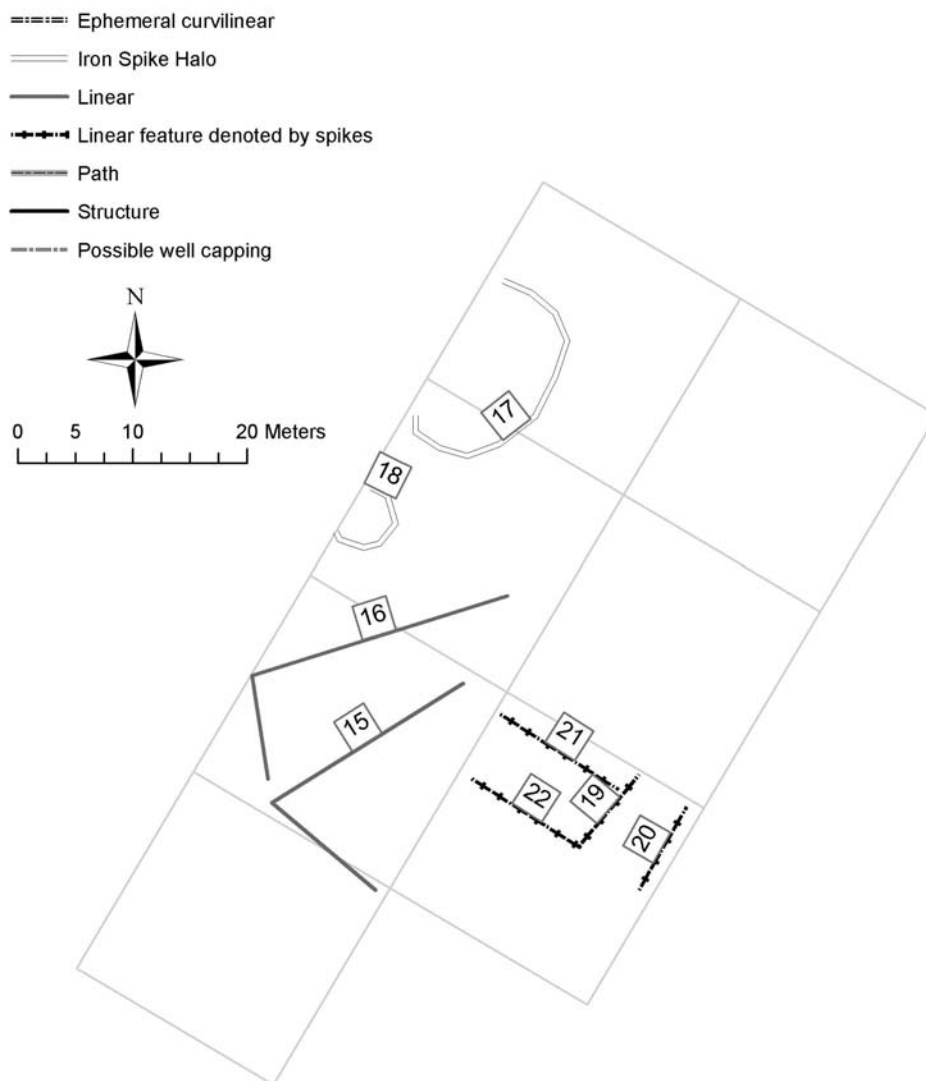 Ephemeral curvilinear
Iron Spike Halo
Linear
Linear feature denoted by spikes
Path
Structure
Possible well capping
N
0 5 10 20 Meters
17
18
16
15
21
22
19
20